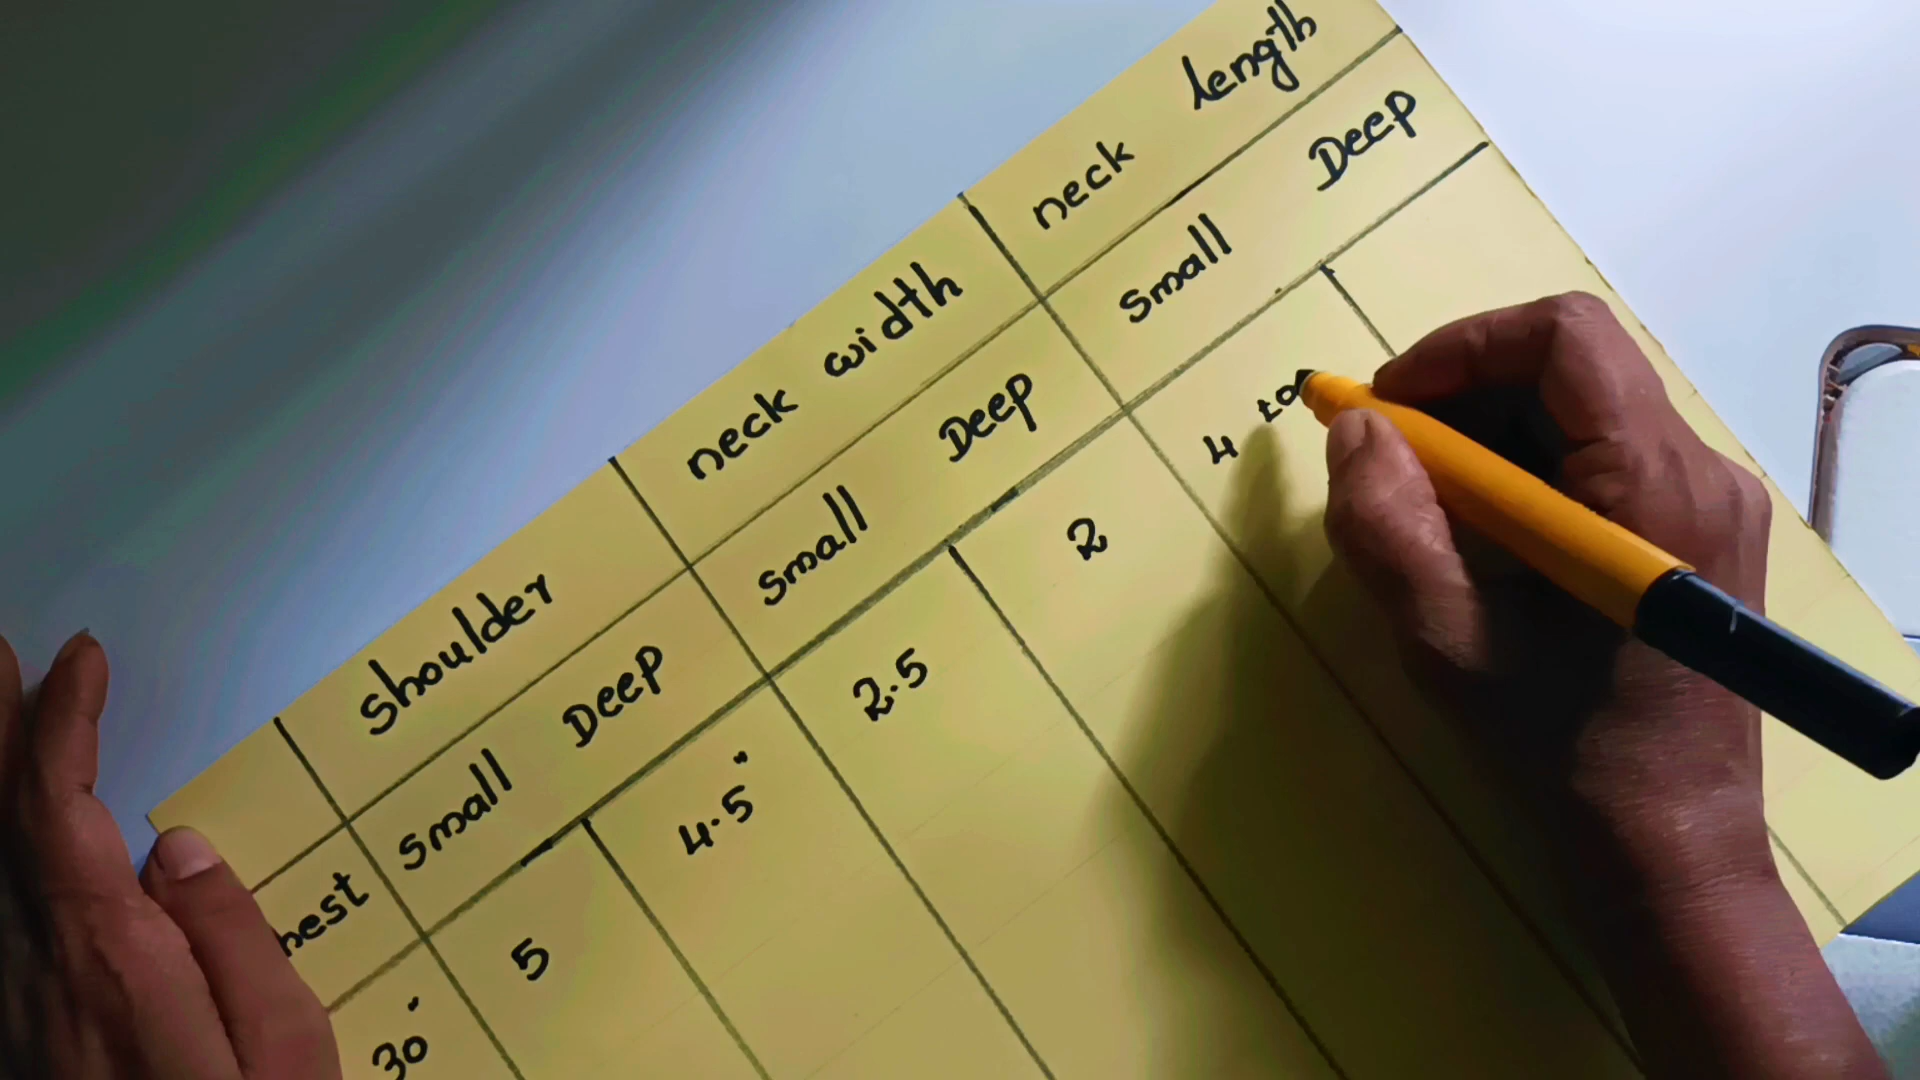 shoulder neck width neck length
hest small Deep small Deep small Deep
30" 5 4.5" 2.5 2 4 to